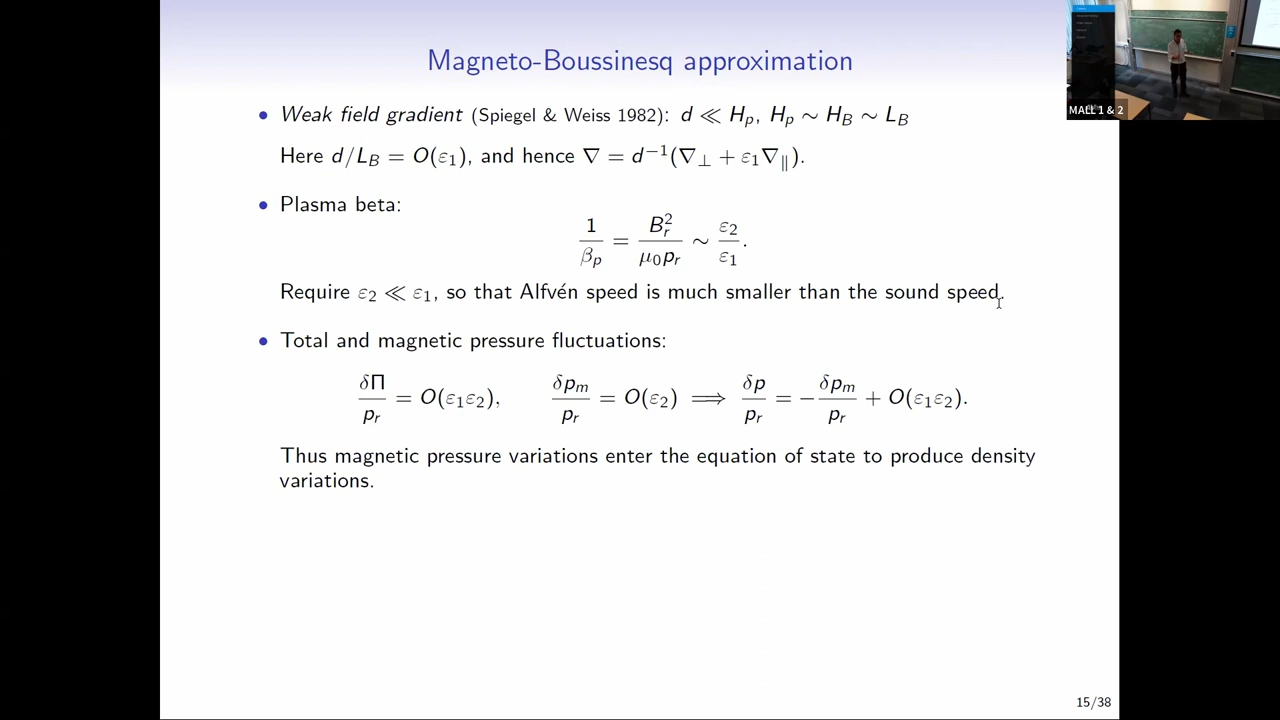 Magneto-Boussinesq approximation
• Weak field gradient (Spiegel & Weiss 1982): d ≪ H_p, H_p ∼ H_B ∼ L_B
Here d/L_B = O(ε₁), and hence ∇ = d⁻¹(∇_⊥ + ε₁∇_∥).
• Plasma beta:
1/β_p = B_r²/(μ₀p_r) ∼ ε₂/ε₁.
Require ε₂ ≪ ε₁, so that Alfvén speed is much smaller than the sound speed.
• Total and magnetic pressure fluctuations:
δΠ/p_r = O(ε₁ε₂), δp_m/p_r = O(ε₂) ⟹ δp/p_r = −δp_m/p_r + O(ε₁ε₂).
Thus magnetic pressure variations enter the equation of state to produce density
variations.
15/38
MALL 1 & 2